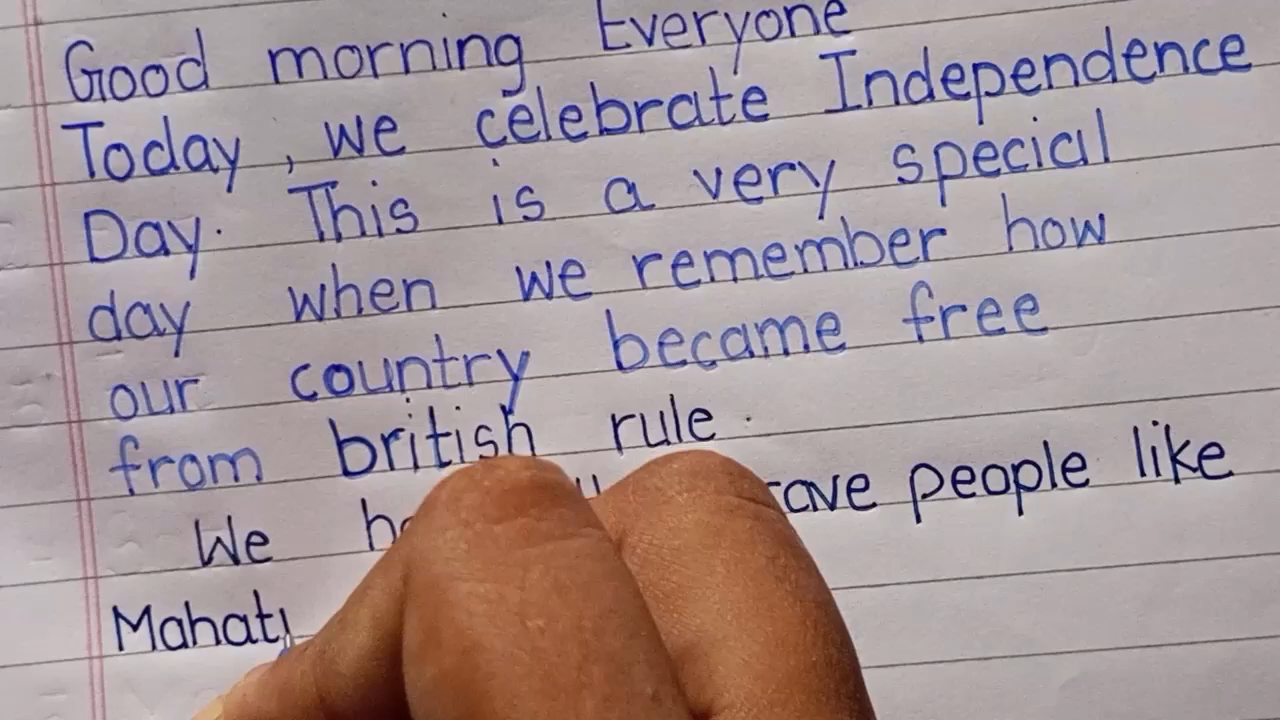 Good morning Everyone
Today, we celebrate Independence
Day. This is a very special
day when we remember how
our country became free
from british rule.
We people like
Mahat